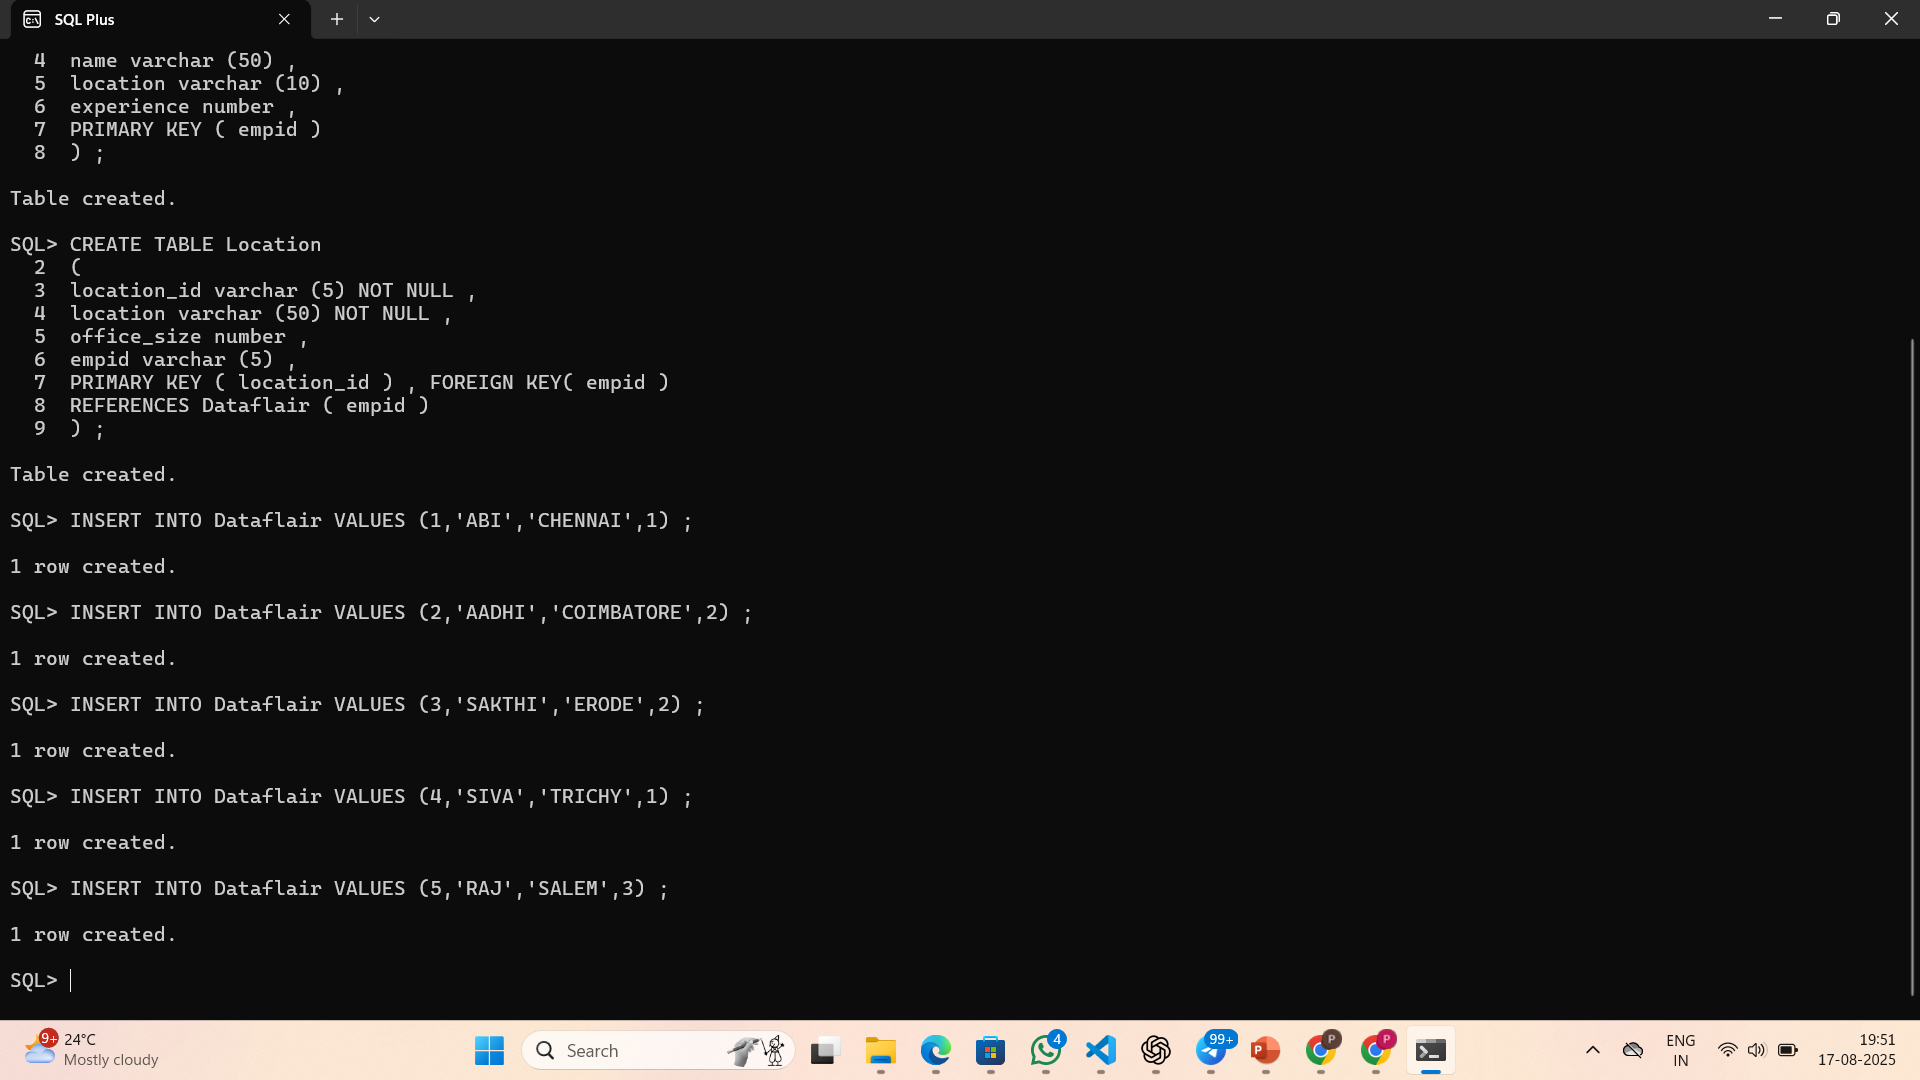 SQL Plus
4  name varchar (50) ,
5  location varchar (10) ,
6  experience number ,
7  PRIMARY KEY ( empid )
8  ) ;
Table created.
SQL> CREATE TABLE Location
2  (
3  location_id varchar (5) NOT NULL ,
4  location varchar (50) NOT NULL ,
5  office_size number ,
6  empid varchar (5) ,
7  PRIMARY KEY ( location_id ) , FOREIGN KEY( empid )
8  REFERENCES Dataflair ( empid )
9  ) ;
Table created.
SQL> INSERT INTO Dataflair VALUES (1,'ABI','CHENNAI',1) ;
1 row created.
SQL> INSERT INTO Dataflair VALUES (2,'AADHI','COIMBATORE',2) ;
1 row created.
SQL> INSERT INTO Dataflair VALUES (3,'SAKTHI','ERODE',2) ;
1 row created.
SQL> INSERT INTO Dataflair VALUES (4,'SIVA','TRICHY',1) ;
1 row created.
SQL> INSERT INTO Dataflair VALUES (5,'RAJ','SALEM',3) ;
1 row created.
SQL>
9+
24°C
Mostly cloudy
Search
4
99+
P
P
P
ENG
IN
19:51
17-08-2025